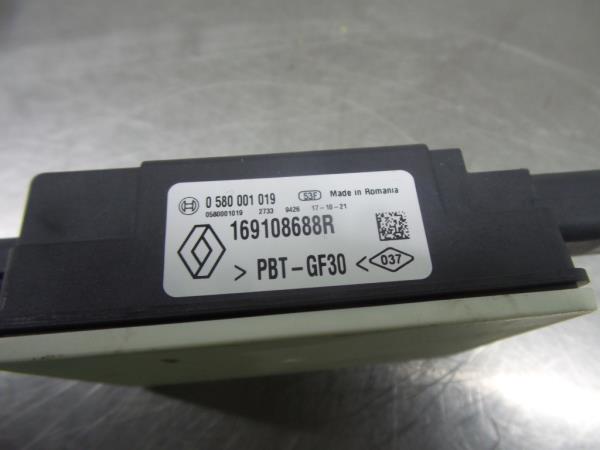 0 580 001 019 53F Made in Romania
0580001019 2733 9426 17-10-21
169108688R
> PBT-GF30 < 037